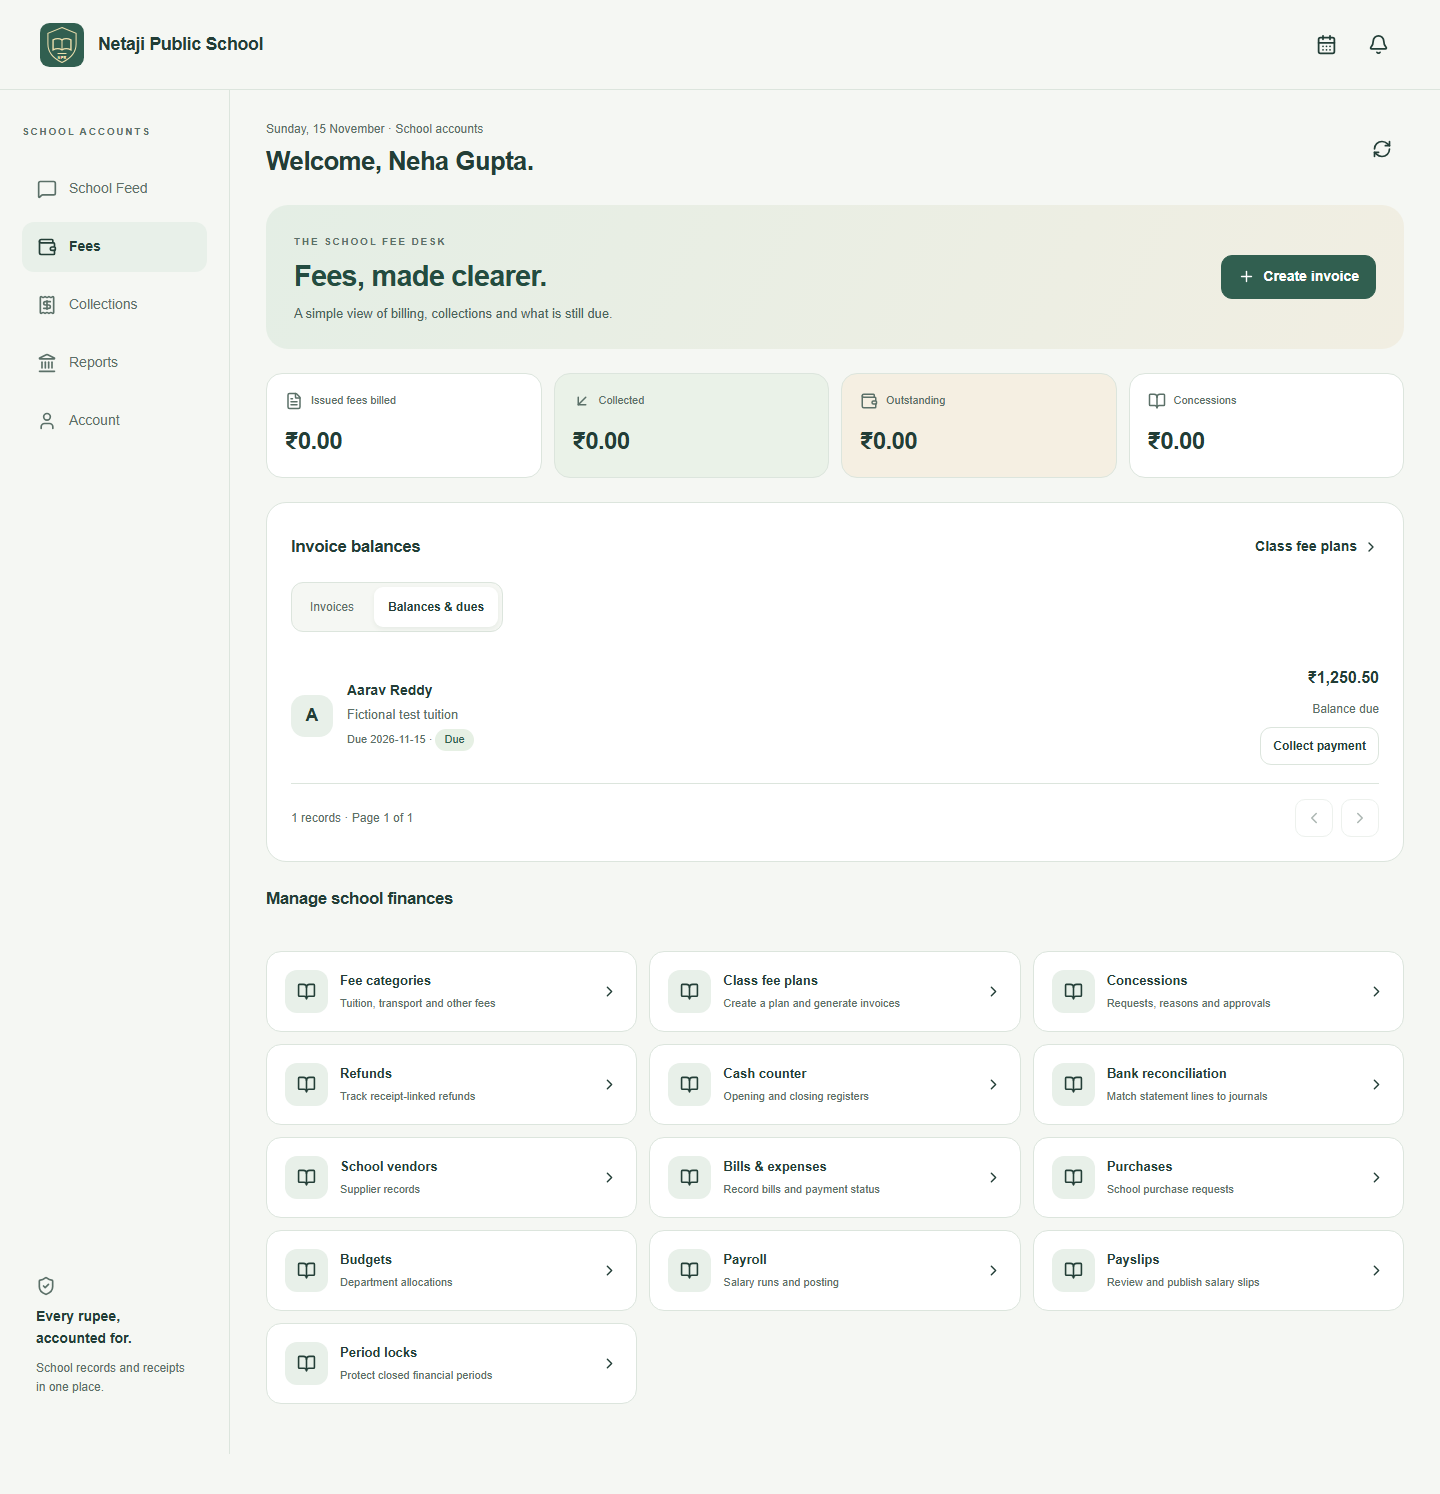 Netaji Public School
SCHOOL ACCOUNTS
School Feed
Fees
Collections
Reports
Account
Every rupee,
accounted for.
School records and receipts
in one place.
Sunday, 15 November · School accounts
Welcome, Neha Gupta.
THE SCHOOL FEE DESK
Fees, made clearer.
A simple view of billing, collections and what is still due.
Create invoice
Issued fees billed
₹0.00
Collected
₹0.00
Outstanding
₹0.00
Concessions
₹0.00
Invoice balances
Class fee plans
Invoices
Balances & dues
A
Aarav Reddy
Fictional test tuition
Due 2026-11-15 · Due
₹1,250.50
Balance due
Collect payment
1 records · Page 1 of 1
Manage school finances
Fee categories
Tuition, transport and other fees
Class fee plans
Create a plan and generate invoices
Concessions
Requests, reasons and approvals
Refunds
Track receipt-linked refunds
Cash counter
Opening and closing registers
Bank reconciliation
Match statement lines to journals
School vendors
Supplier records
Bills & expenses
Record bills and payment status
Purchases
School purchase requests
Budgets
Department allocations
Payroll
Salary runs and posting
Payslips
Review and publish salary slips
Period locks
Protect closed financial periods